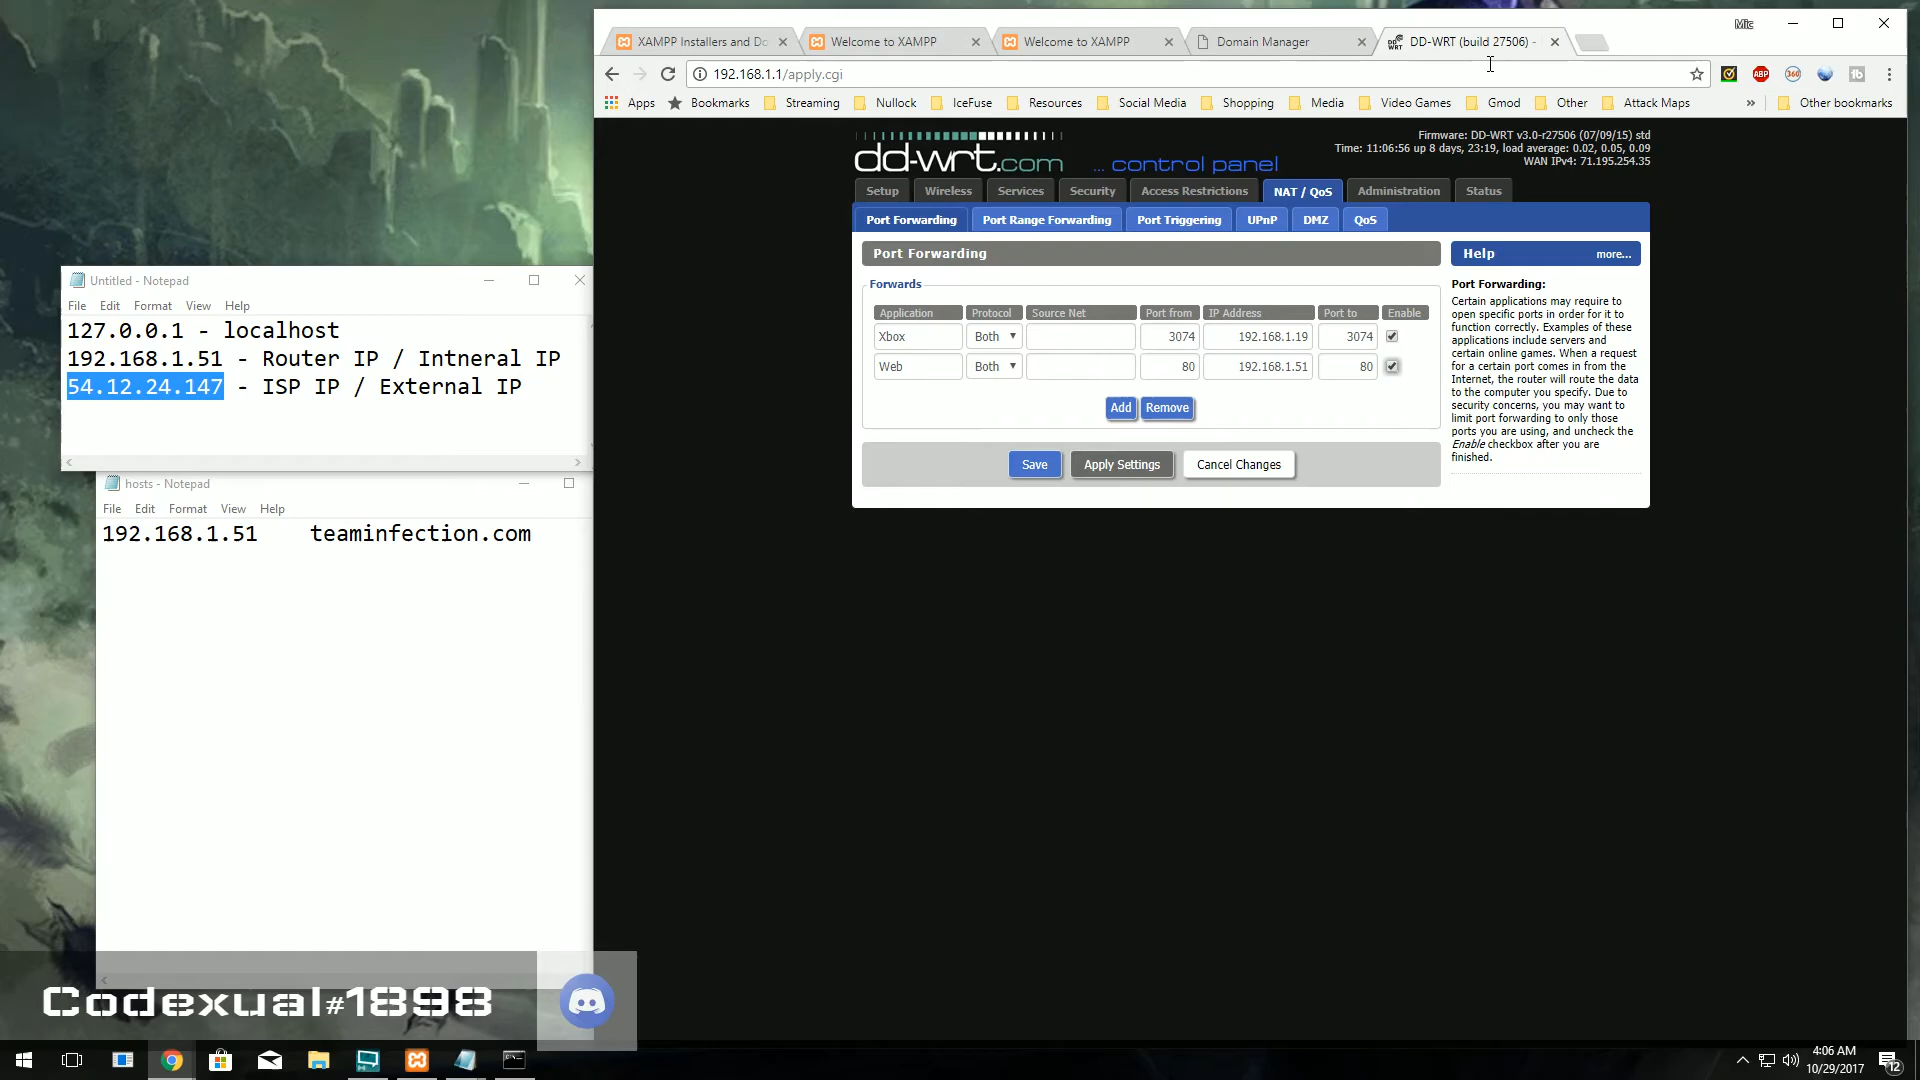 Mic
XAMPP Installers and Do
Welcome to XAMPP
Welcome to XAMPP
Domain Manager
DD-WRT (build 27506) -
192.168.1.1/apply.cgi
ABP
360
Apps
Bookmarks
Streaming
Nullock
IceFuse
Resources
Social Media
Shopping
Media
Video Games
Gmod
Other
Attack Maps
»
Other bookmarks
dd-wrt.com
... control panel
Firmware: DD-WRT v3.0-r27506 (07/09/15) std
Time: 11:06:56 up 8 days, 23:19, load average: 0.02, 0.05, 0.09
WAN IPv4: 71.195.254.35
Setup
Wireless
Services
Security
Access Restrictions
NAT / QoS
Administration
Status
Port Forwarding
Port Range Forwarding
Port Triggering
UPnP
DMZ
QoS
Port Forwarding
Forwards
Application Protocol Source Net Port from IP Address Port to Enable
Xbox Both 3074 192.168.1.19 3074
Web Both 80 192.168.1.51 80
Add
Remove
Save
Apply Settings
Cancel Changes
Help
more...
Port Forwarding:
Certain applications may require to
open specific ports in order for it to
function correctly. Examples of these
applications include servers and
certain online games. When a request
for a certain port comes in from the
Internet, the router will route the data
to the computer you specify. Due to
security concerns, you may want to
limit port forwarding to only those
ports you are using, and uncheck the
Enable checkbox after you are
finished.
Untitled - Notepad
File Edit Format View Help
127.0.0.1 - localhost
192.168.1.51 - Router IP / Intneral IP
54.12.24.147 - ISP IP / External IP
hosts - Notepad
File Edit Format View Help
192.168.1.51 teaminfection.com
Codexual#1898
4:06 AM
10/29/2017
12